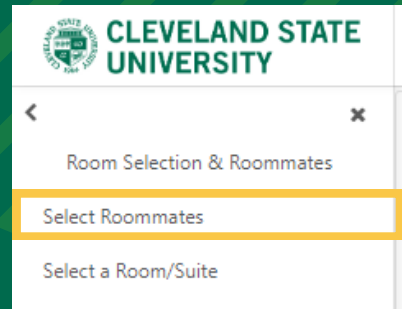 CLEVELAND STATE
UNIVERSITY
Room Selection & Roommates
Select Roommates
Select a Room/Suite